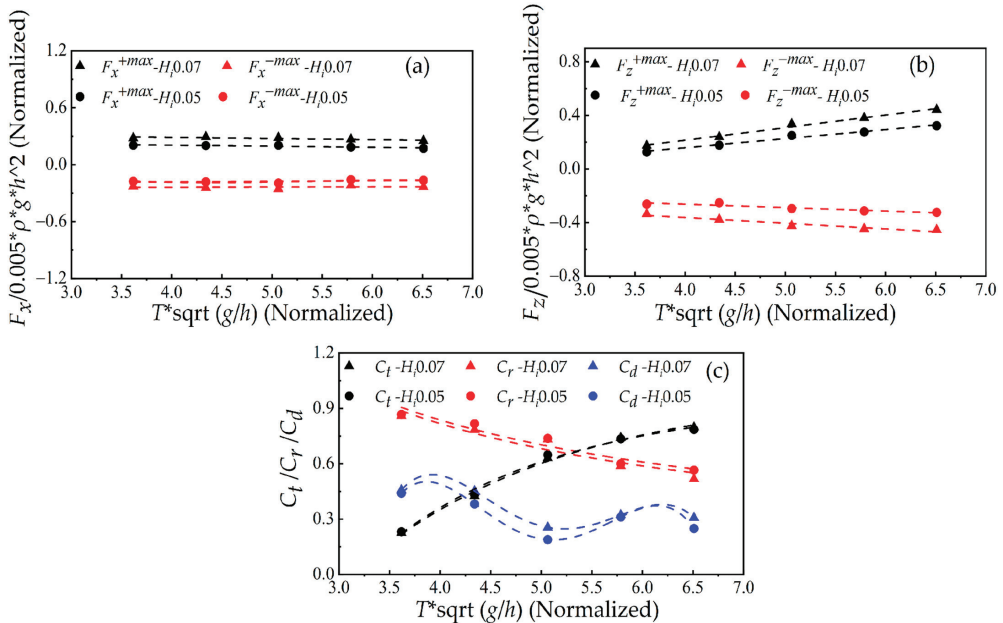 F_x^+max-H_i0.07 F_x^−max-H_i0.07 (a)
F_x^+max-H_i0.05 F_x^−max-H_i0.05
F_x/0.005*ρ*g*h^2 (Normalized)
1.2
0.6
0.0
−0.6
−1.2
3.0 3.5 4.0 4.5 5.0 5.5 6.0 6.5 7.0
T*sqrt (g/h) (Normalized)
F_z^+max-H_i0.07 F_z^−max-H_i0.07 (b)
F_z^+max-H_i0.05 F_z^−max-H_i0.05
F_z/0.005*ρ*g*h^2 (Normalized)
0.8
0.4
0.0
−0.4
−0.8
3.0 3.5 4.0 4.5 5.0 5.5 6.0 6.5 7.0
T*sqrt (g/h) (Normalized)
C_t-H_i0.07 C_r-H_i0.07 C_d-H_i0.07 (c)
C_t-H_i0.05 C_r-H_i0.05 C_d-H_i0.05
C_t/C_r/C_d
1.2
0.9
0.6
0.3
0.0
3.0 3.5 4.0 4.5 5.0 5.5 6.0 6.5 7.0
T*sqrt (g/h) (Normalized)